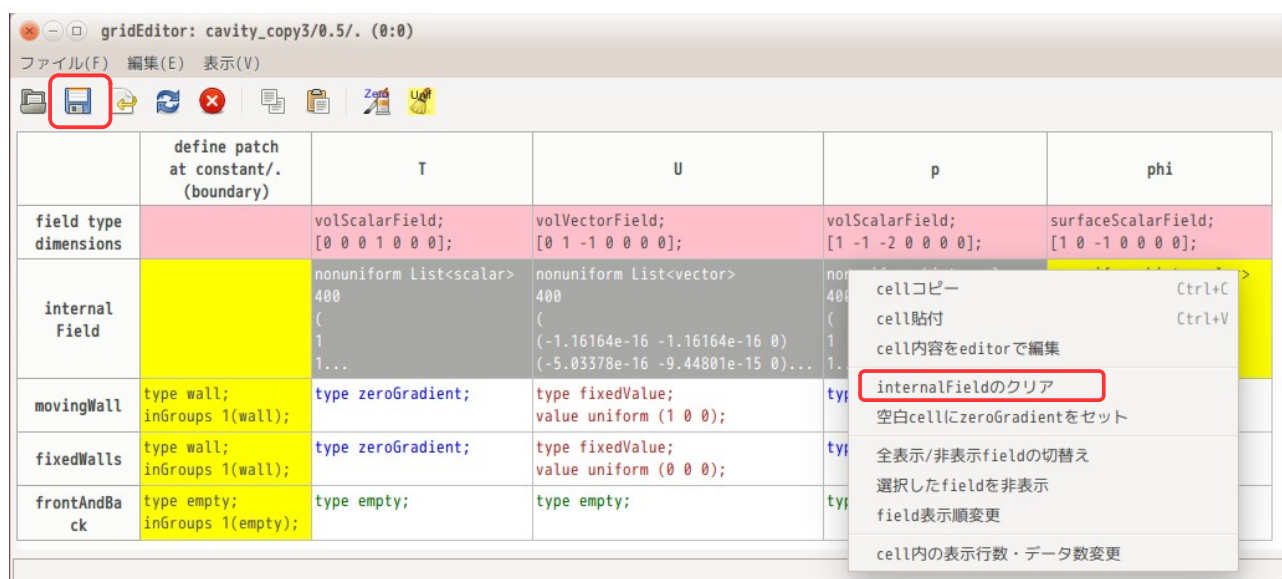 gridEditor: cavity_copy3/0.5/. (0:0)
ファイル(F) 編集(E) 表示(V)
Zero Unif
define patch
at constant/.
(boundary)
T
U
p
phi
field type
dimensions
volScalarField;
[0 0 0 1 0 0 0];
volVectorField;
[0 1 -1 0 0 0 0];
volScalarField;
[1 -1 -2 0 0 0 0];
surfaceScalarField;
[1 0 -1 0 0 0 0];
internal
Field
nonuniform List<scalar>
400
(
1
1...
nonuniform List<vector>
400
(
(-1.16164e-16 -1.16164e-16 0)
(-5.03378e-16 -9.44801e-15 0)...
(
1
movingWall
type wall;
inGroups 1(wall);
type zeroGradient;
type fixedValue;
value uniform (1 0 0);
fixedWalls
type wall;
inGroups 1(wall);
type zeroGradient;
type fixedValue;
value uniform (0 0 0);
frontAndBa
ck
type empty;
inGroups 1(empty);
type empty;
type empty;
cellコピー Ctrl+C
cell貼付 Ctrl+V
cell内容をeditorで編集
internalFieldのクリア
空白cellにzeroGradientをセット
全表示/非表示fieldの切替え
選択したfieldを非表示
field表示順変更
cell内の表示行数・データ数変更